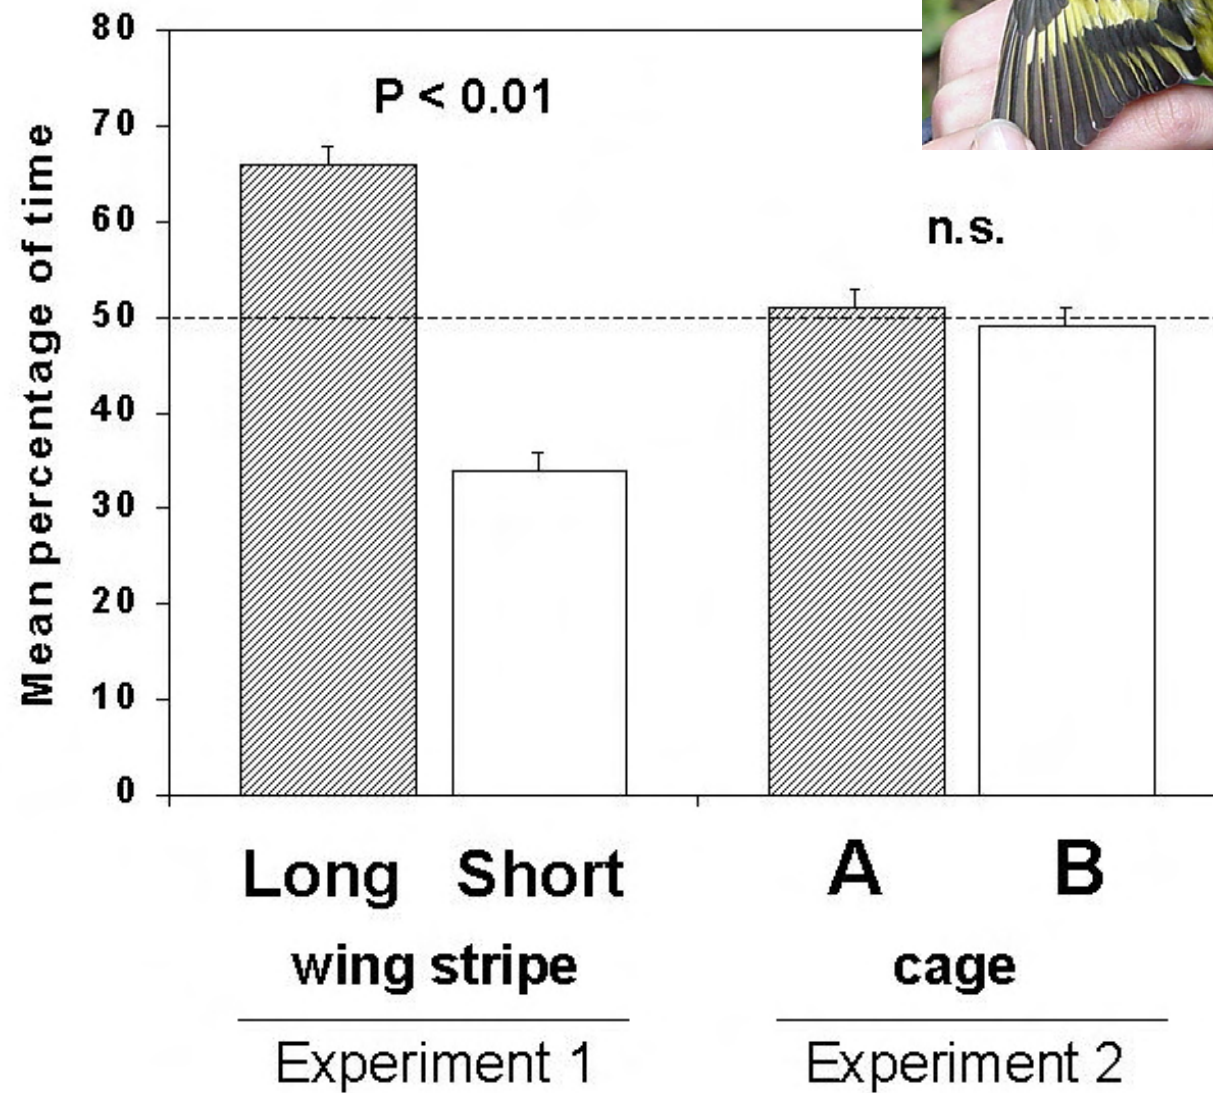 Mean percentage of time
80
70
60
50
40
30
20
10
0
P < 0.01
n.s.
Long Short
wing stripe
Experiment 1
A B
cage
Experiment 2